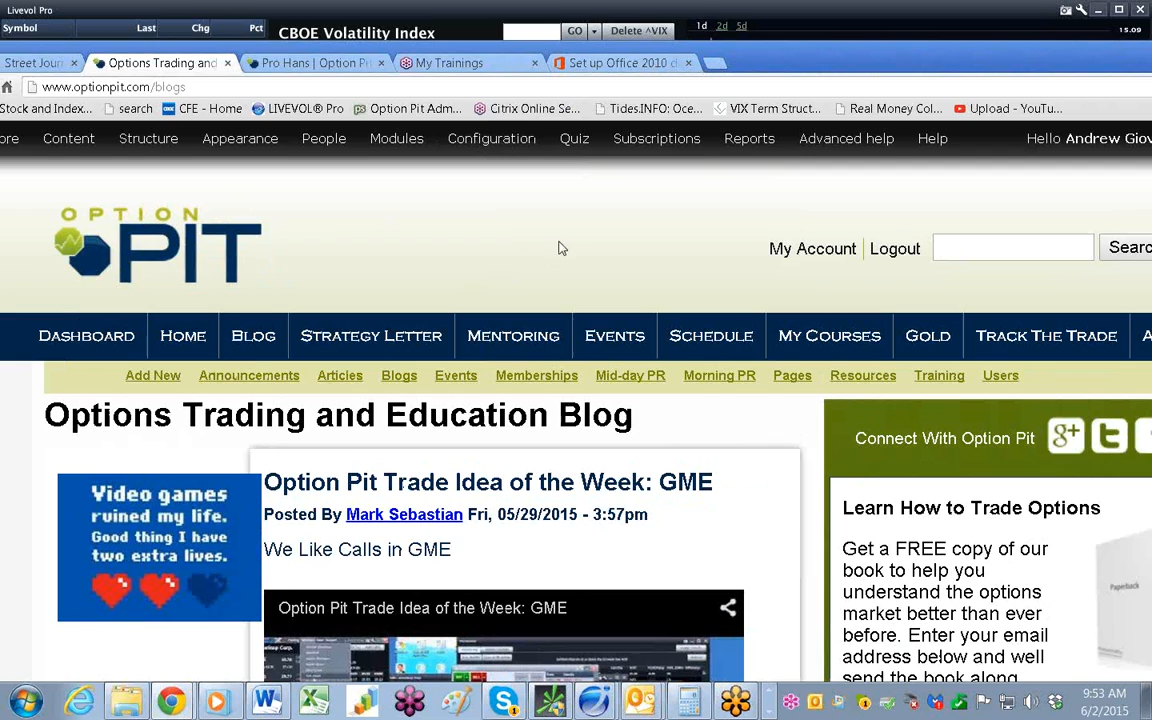 Livevol Pro
Symbol Last Chg Pct
CBOE Volatility Index GO Delete ^VIX 1d 2d 5d 15.09
Street Jour Options Trading and Pro Hans | Option Pi My Trainings Set up Office 2010 d
www.optionpit.com/blogs
Stock and Index... search CFE - Home LIVEVOL® Pro Option Pit Adm... Citrix Online Se... Tides.INFO: Oce... VIX Term Struct... Real Money Col... Upload - YouTu...
ore Content Structure Appearance People Modules Configuration Quiz Subscriptions Reports Advanced help Help Hello Andrew Giov
OPTION
PIT
My Account Logout Searc
DASHBOARD HOME BLOG STRATEGY LETTER MENTORING EVENTS SCHEDULE MY COURSES GOLD TRACK THE TRADE A
Add New Announcements Articles Blogs Events Memberships Mid-day PR Morning PR Pages Resources Training Users
Options Trading and Education Blog
Video games
ruined my life.
Good thing I have
two extra lives.
Option Pit Trade Idea of the Week: GME
Posted By Mark Sebastian Fri, 05/29/2015 - 3:57pm
We Like Calls in GME
Option Pit Trade Idea of the Week: GME
Connect With Option Pit
Learn How to Trade Options
Get a FREE copy of our
book to help you
understand the options
market better than ever
before. Enter your email
address below and well
send the book along
Paperback
9:53 AM
6/2/2015